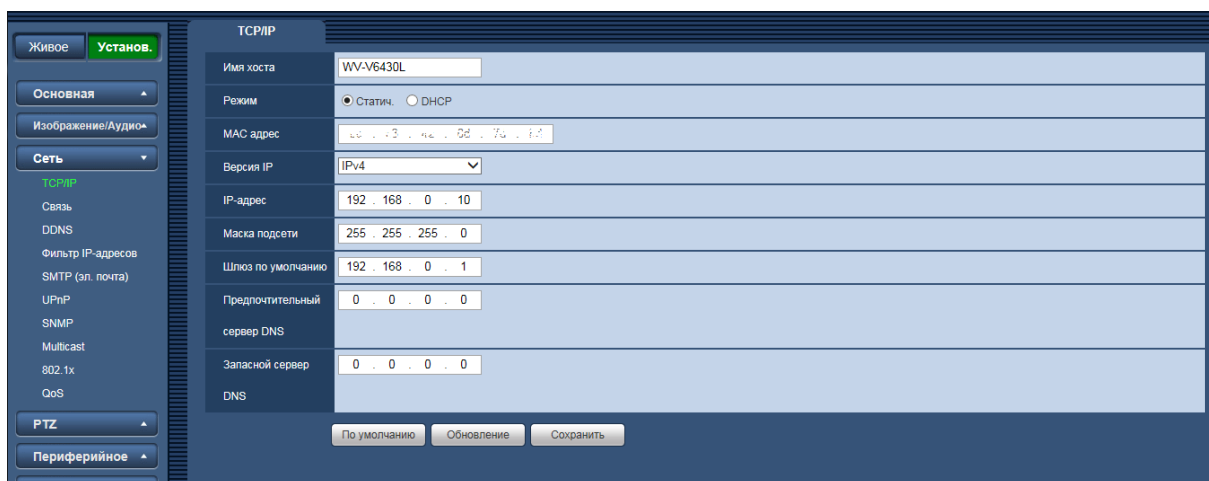 TCP/IP
Живое Установ.
Основная
Изображение/Аудио
Сеть
TCP/IP
Связь
DDNS
Фильтр IP-адресов
SMTP (эл. почта)
UPnP
SNMP
Multicast
802.1x
QoS
PTZ
Периферийное
Имя хоста WV-V6430L
Режим Статич. DHCP
MAC адрес
Версия IP IPv4
IP-адрес 192 . 168 . 0 . 10
Маска подсети 255 . 255 . 255 . 0
Шлюз по умолчанию 192 . 168 . 0 . 1
Предпочтительный 0 . 0 . 0 . 0
сервер DNS
Запасной сервер 0 . 0 . 0 . 0
DNS
По умолчанию Обновление Сохранить